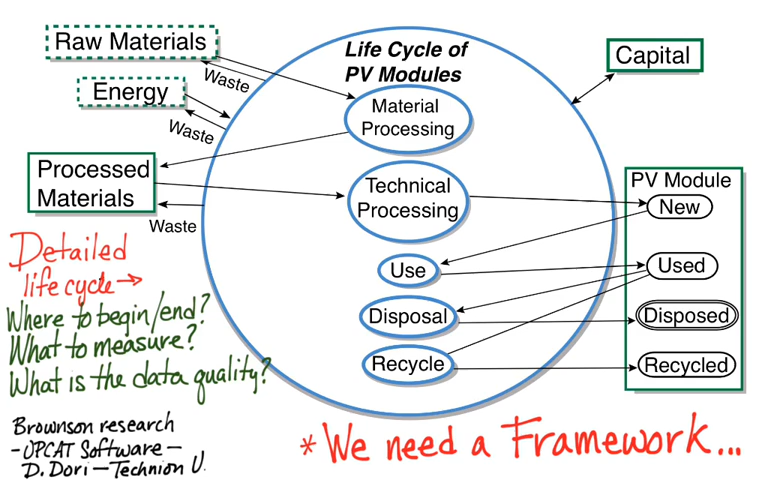 Raw Materials
Waste
Energy
Waste
Processed
Materials
Waste
Life Cycle of
PV Modules
Material
Processing
Technical
Processing
Use
Disposal
Recycle
Capital
PV Module
New
Used
Disposed
Recycled
Detailed
life cycle →
Where to begin/end?
What to measure?
What is the data quality?
Brownson research
- OPCAT Software -
D. Dori - Technion U.
* We need a Framework...